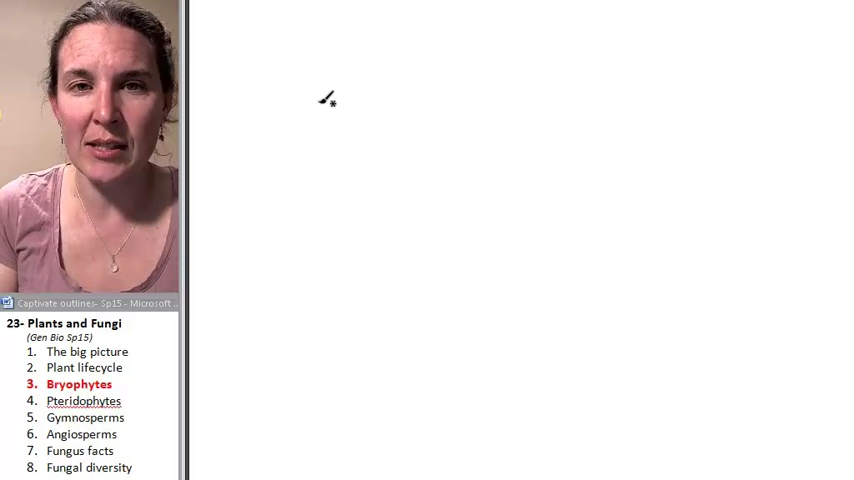 Captivate outlines- Sp15 - Microsoft ...
23- Plants and Fungi
(Gen Bio Sp15)
1. The big picture
2. Plant lifecycle
3. Bryophytes
4. Pteridophytes
5. Gymnosperms
6. Angiosperms
7. Fungus facts
8. Fungal diversity